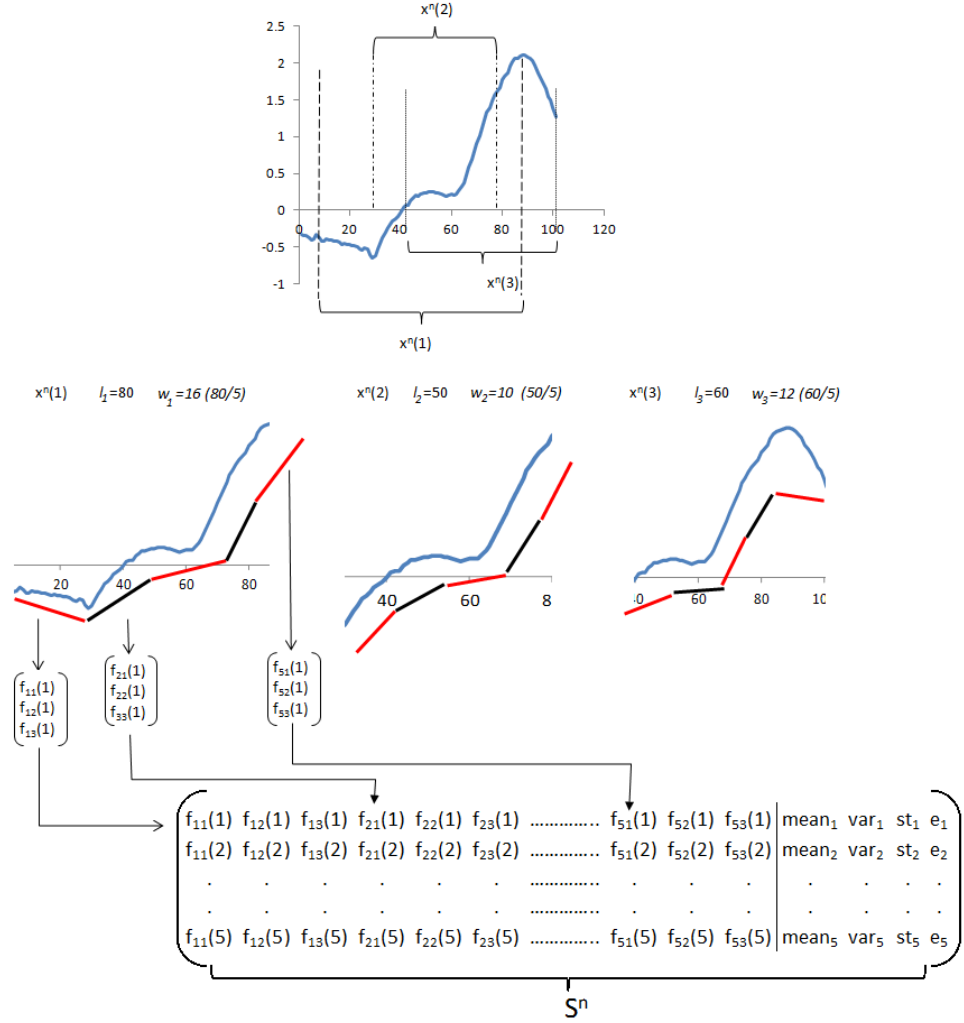 xⁿ(2)
2.5
2
1.5
1
0.5
0
-0.5
-1
0 20 40 60 80 100 120
xⁿ(3)
xⁿ(1)
xⁿ(1) l₁=80 w₁=16 (80/5)
xⁿ(2) l₂=50 w₂=10 (50/5)
xⁿ(3) l₃=60 w₃=12 (60/5)
20 40 60 80
40 60 8
40 60 80 10
f₁₁(1)
f₁₂(1)
f₁₃(1)
f₂₁(1)
f₂₂(1)
f₃₃(1)
f₅₁(1)
f₅₂(1)
f₅₃(1)
f₁₁(1) f₁₂(1) f₁₃(1) f₂₁(1) f₂₂(1) f₂₃(1) ............. f₅₁(1) f₅₂(1) f₅₃(1) mean₁ var₁ st₁ e₁
f₁₁(2) f₁₂(2) f₁₃(2) f₂₁(2) f₂₂(2) f₂₃(2) ............. f₅₁(2) f₅₂(2) f₅₃(2) mean₂ var₂ st₂ e₂
. . . . . . ............. . . . . . . .
. . . . . . ............. . . . . . . .
f₁₁(5) f₁₂(5) f₁₃(5) f₂₁(5) f₂₂(5) f₂₃(5) ............. f₅₁(5) f₅₂(5) f₅₃(5) mean₅ var₅ st₅ e₅
Sⁿ